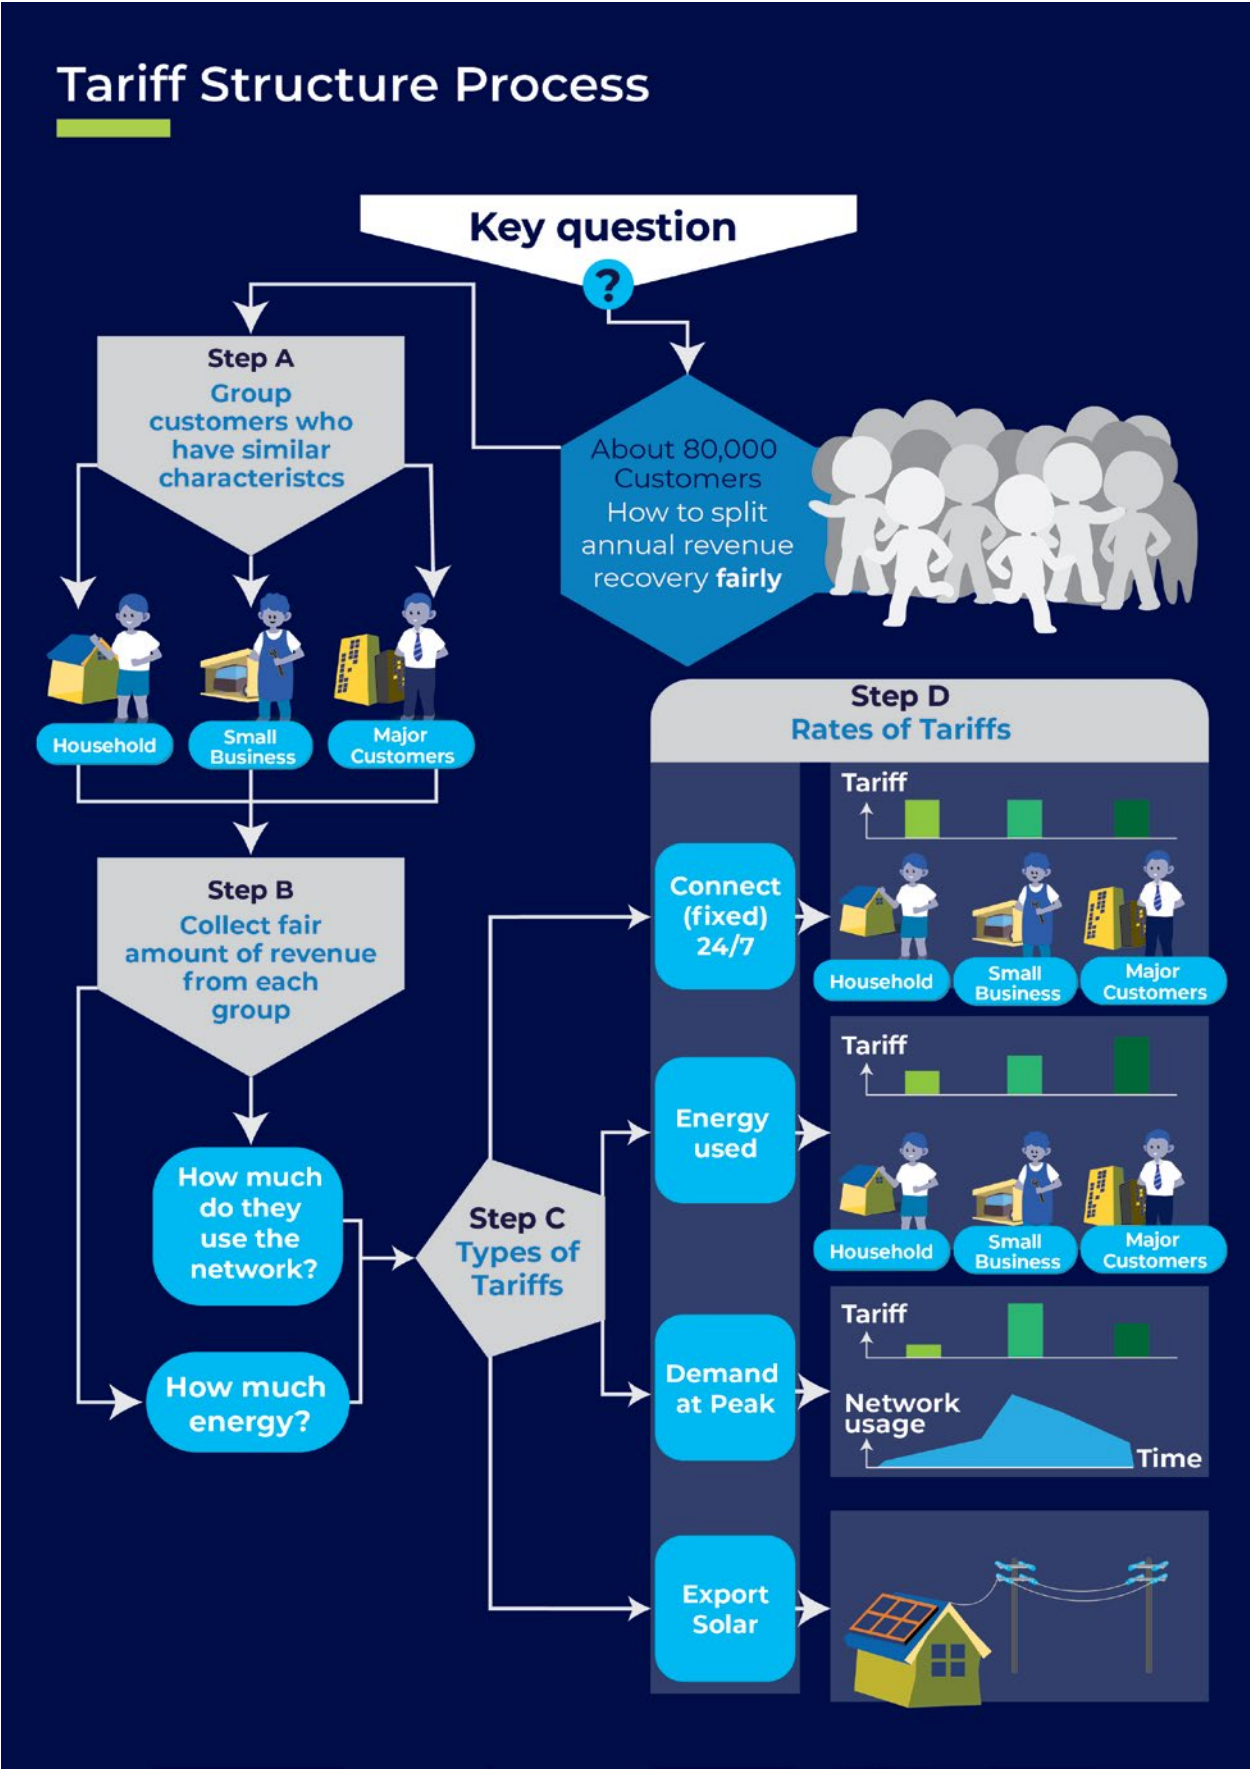 Tariff Structure Process
Key question
?
About 80,000
Customers
How to split
annual revenue
recovery fairly
Step A
Group
customers who
have similar
characteristcs
Household
Small
Business
Major
Customers
Step B
Collect fair
amount of revenue
from each
group
How much
do they
use the
network?
How much
energy?
Step C
Types of
Tariffs
Step D
Rates of Tariffs
Connect
(fixed)
24/7
Tariff
Household
Small
Business
Major
Customers
Energy
used
Tariff
Household
Small
Business
Major
Customers
Demand
at Peak
Tariff
Network
usage
Time
Export
Solar